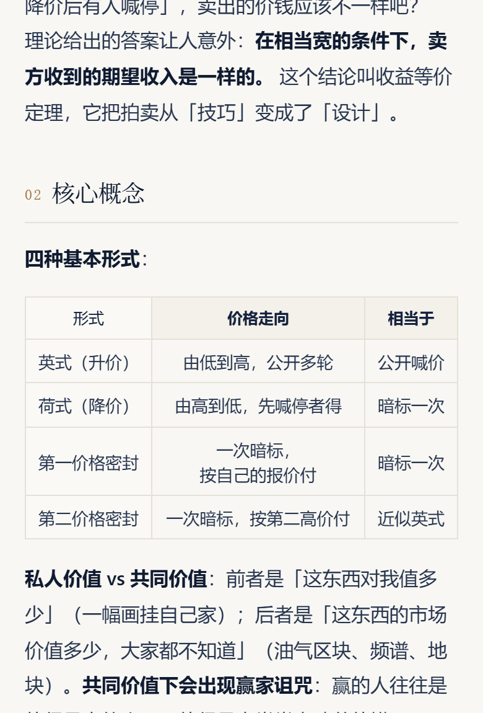 降价后有人喊停」，卖出的价钱应该不一样吧？
理论给出的答案让人意外：在相当宽的条件下，卖
方收到的期望收入是一样的。 这个结论叫收益等价
定理，它把拍卖从「技巧」变成了「设计」。
02 核心概念
四种基本形式：
形式 价格走向 相当于
英式（升价） 由低到高，公开多轮 公开喊价
荷式（降价） 由高到低，先喊停者得 暗标一次
第一价格密封 一次暗标，
按自己的报价付 暗标一次
第二价格密封 一次暗标，按第二高价付 近似英式
私人价值 vs 共同价值：前者是「这东西对我值多
少」（一幅画挂自己家）；后者是「这东西的市场
价值多少，大家都不知道」（油气区块、频谱、地
块）。共同价值下会出现赢家诅咒：赢的人往往是